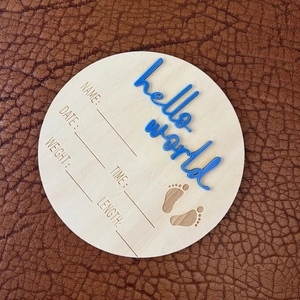 hello
world
NAME:
DATE:
TIME:
WEIGHT:
LENGTH: